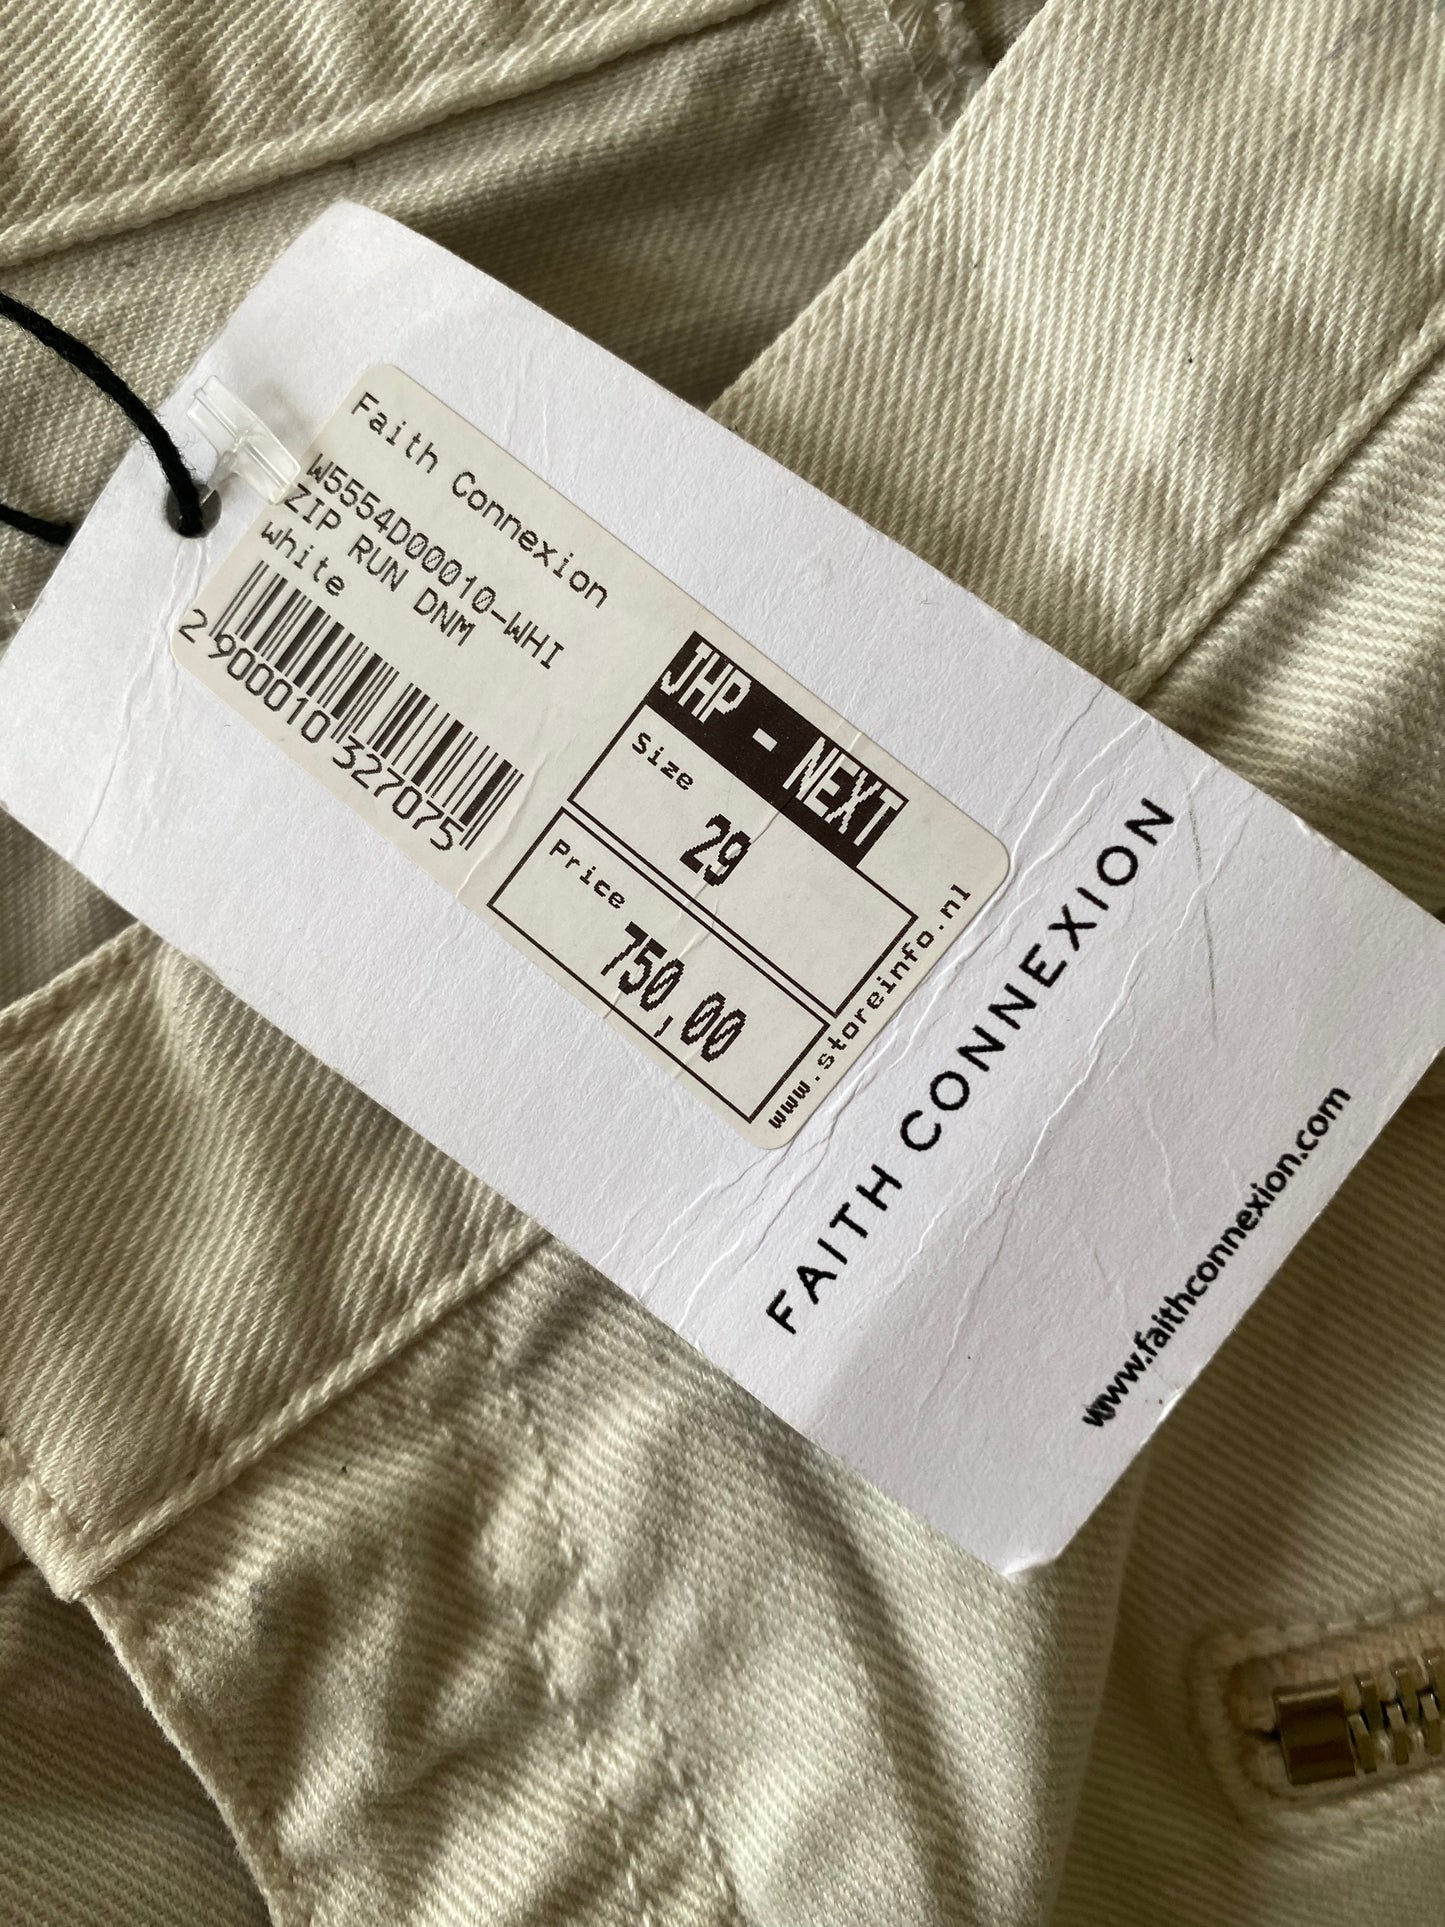 Faith Connexion
W5554D00010-WHI
ZIP RUN DNM
white
2 900010 327075
JHP - NEXT
Size
29
Price
750,00
www.storeinfo.nl
FAITH CONNEXION
www.faithconnexion.com